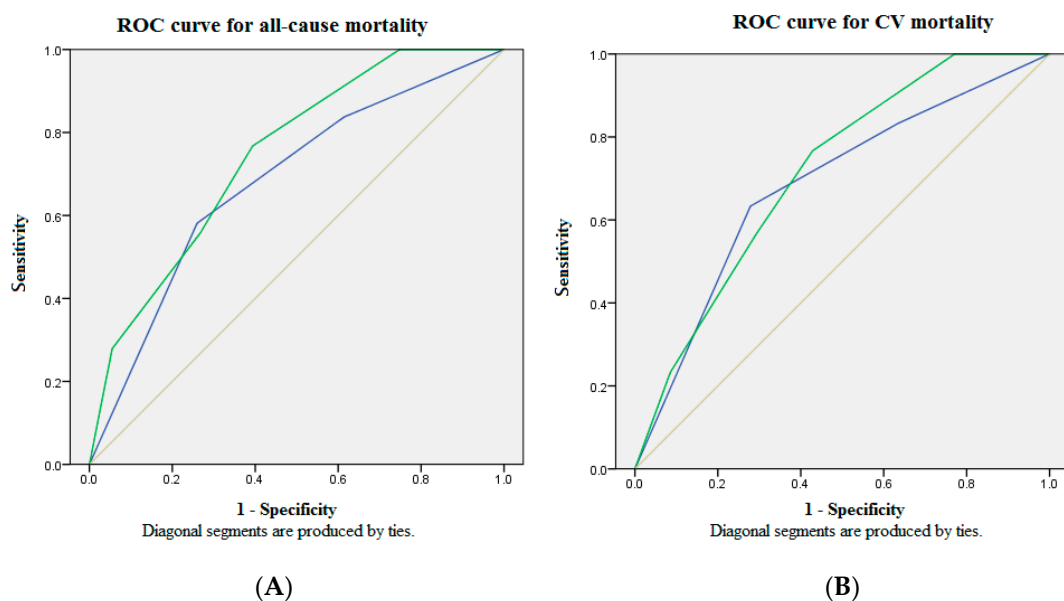 ROC curve for all-cause mortality
1.0
0.8
0.6
0.4
0.2
0.0
Sensitivity
0.0 0.2 0.4 0.6 0.8 1.0
1 - Specificity
Diagonal segments are produced by ties.
(A)
ROC curve for CV mortality
1.0
0.8
0.6
0.4
0.2
0.0
Sensitivity
0.0 0.2 0.4 0.6 0.8 1.0
1 - Specificity
Diagonal segments are produced by ties.
(B)